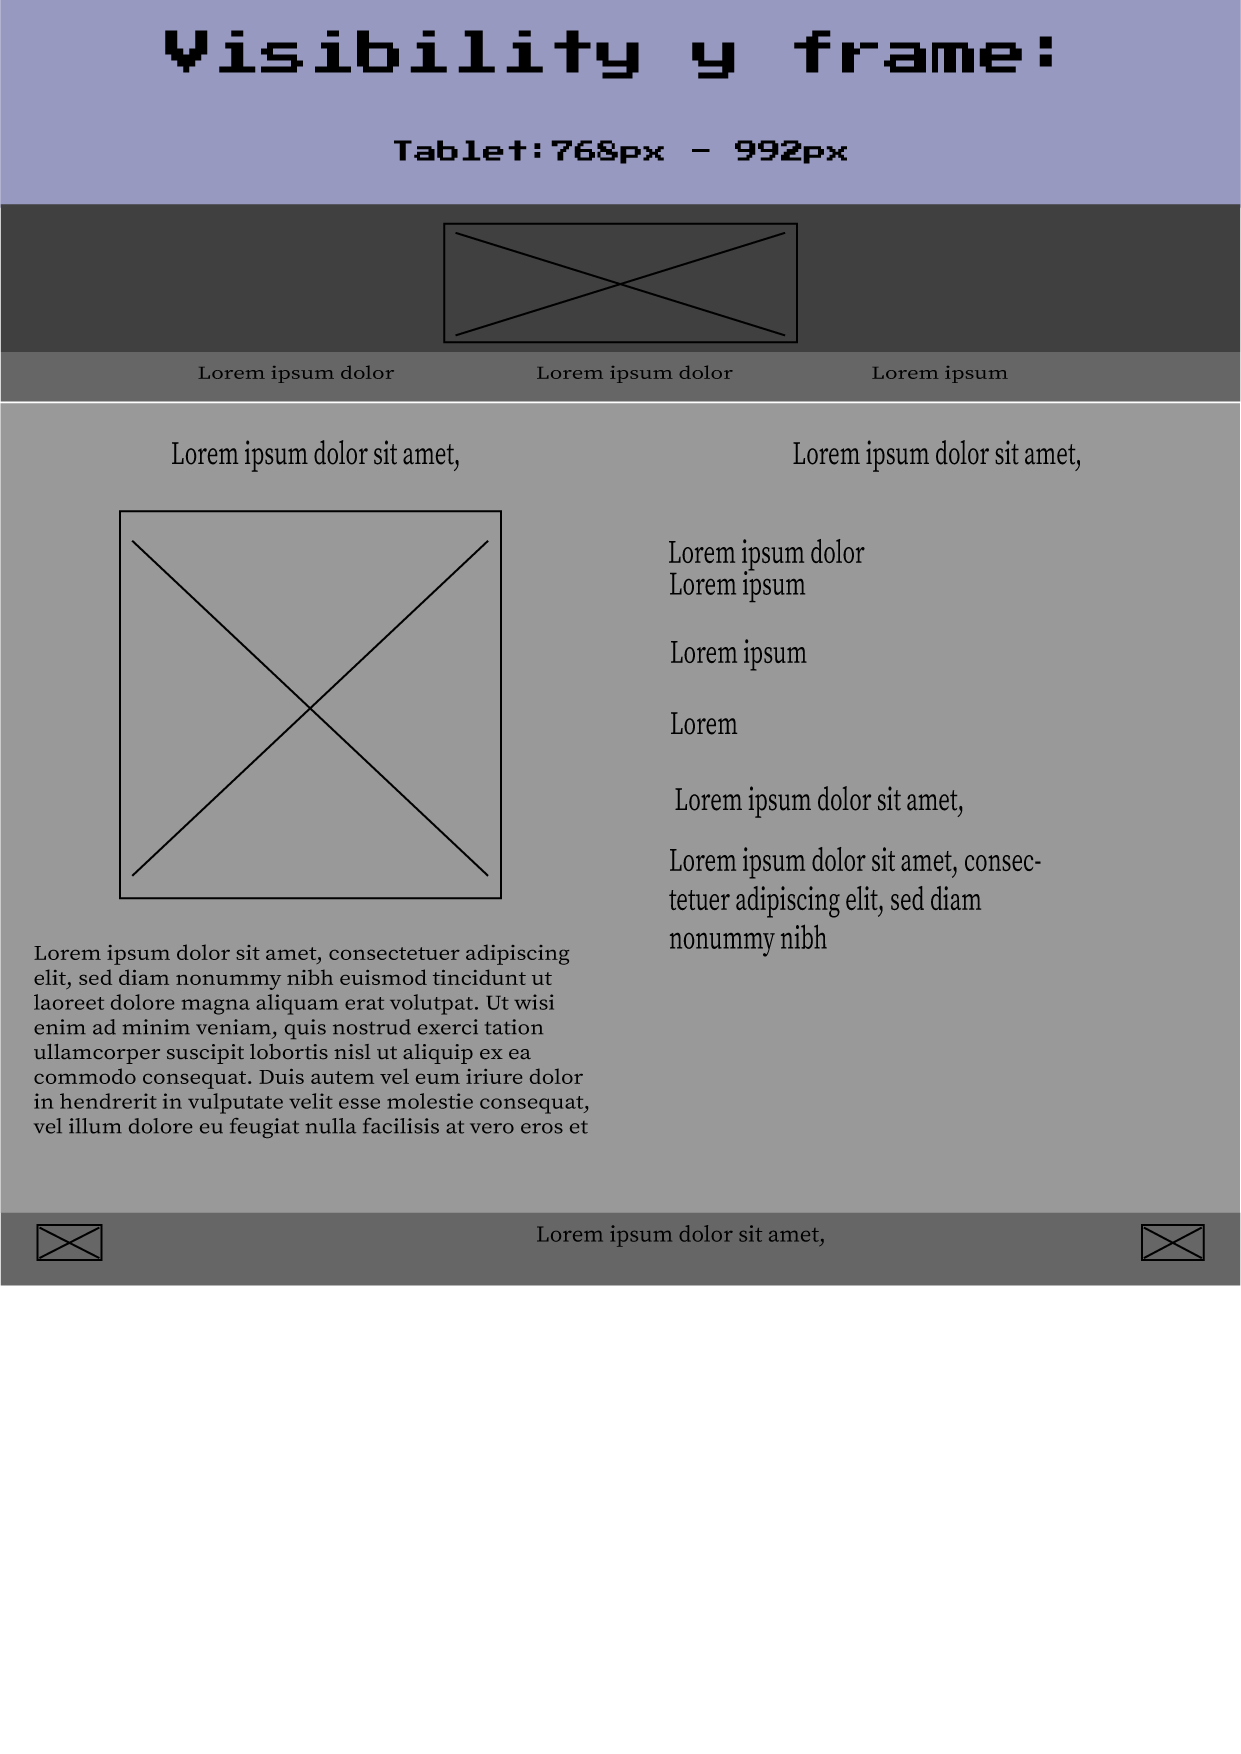 Visibility y frame:
Tablet:768px - 992px
Lorem ipsum dolor
Lorem ipsum dolor
Lorem ipsum
Lorem ipsum dolor sit amet,
Lorem ipsum dolor sit amet,
elit, sed diam nonummy nibh euismod tincidunt ut
laoreet dolore magna aliquam erat volutpat. Ut wisi
enim ad minim veniam, quis nostrud exerci tation
ullamcorper suscipit lobortis nisl ut aliquip ex ea
commodo consequat. Duis autem vel eum iriure dolor
in hendrerit in vulputate velit esse molestie consequat,
vel illum dolore eu feugiat nulla facilisis at vero eros et
Lorem ipsum dolor sit amet,
Lorem ipsum dolor
Lorem ipsum
Lorem ipsum
Lorem
Lorem ipsum dolor sit amet,
Lorem ipsum dolor sit amet, consec-
tetuer adipiscing elit, sed diam
nonummy nibh
Lorem ipsum dolor sit amet,